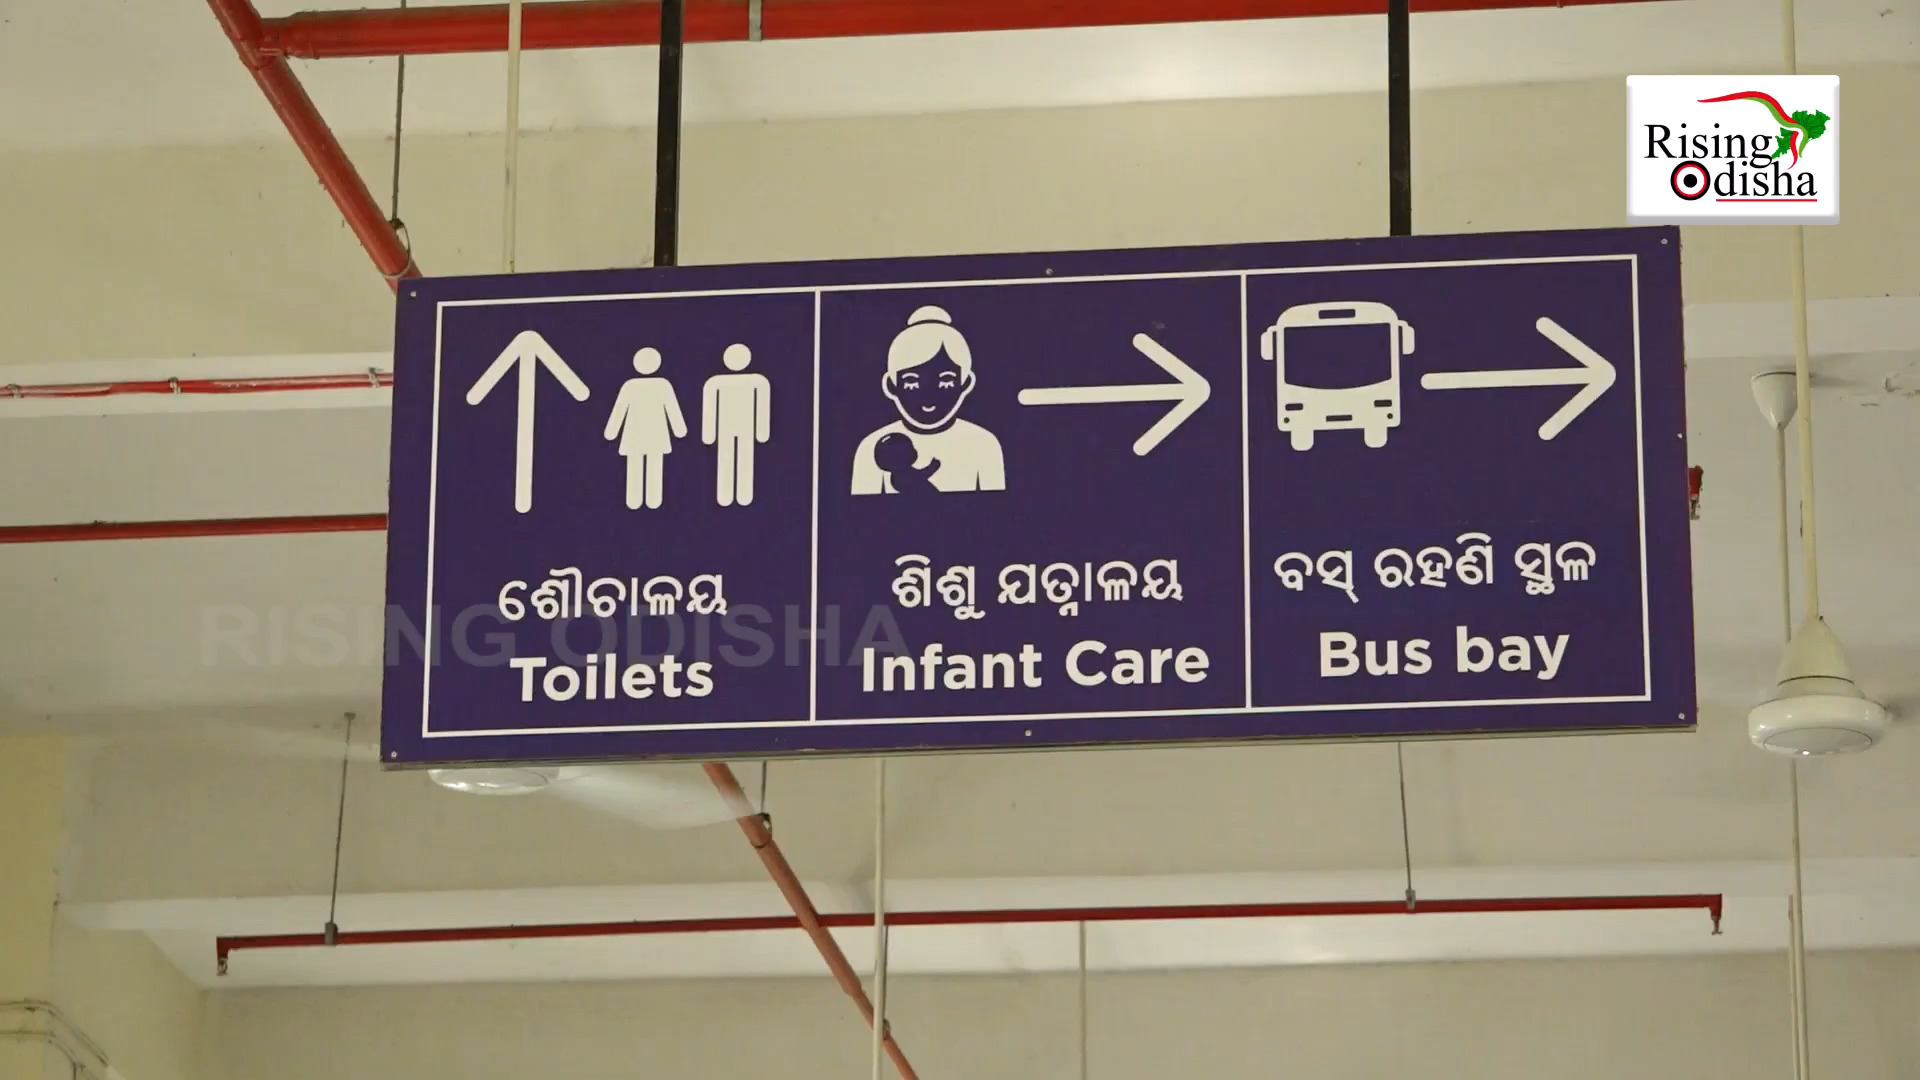 Rising
Odisha
ଶୌଚାଳୟ
Toilets
ଶିଶୁ ଯତ୍ନାଳୟ
Infant Care
ବସ୍ ରହଣି ସ୍ଥଳ
Bus bay
RISING ODISHA